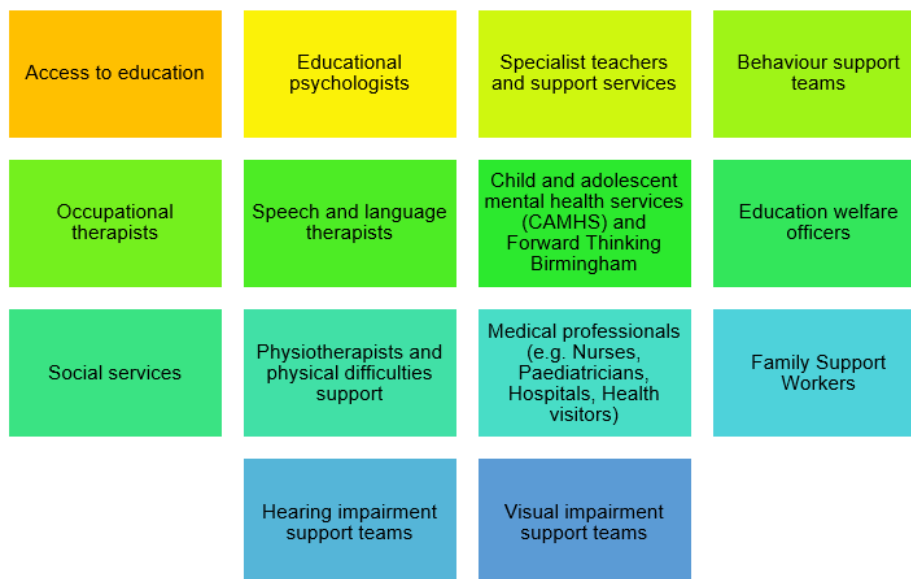 Access to education
Educational
psychologists
Specialist teachers
and support services
Behaviour support
teams
Occupational
therapists
Speech and language
therapists
Child and adolescent
mental health services
(CAMHS) and
Forward Thinking
Birmingham
Education welfare
officers
Social services
Physiotherapists and
physical difficulties
support
Medical professionals
(e.g. Nurses,
Paediatricians,
Hospitals, Health
visitors)
Family Support
Workers
Hearing impairment
support teams
Visual impairment
support teams